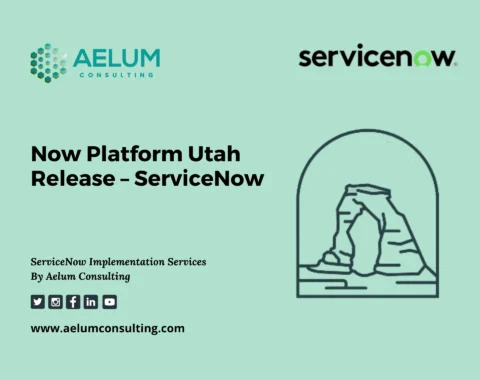 AELUM
CONSULTING
servicenow®
Now Platform Utah
Release – ServiceNow
ServiceNow Implementation Services
By Aelum Consulting
www.aelumconsulting.com